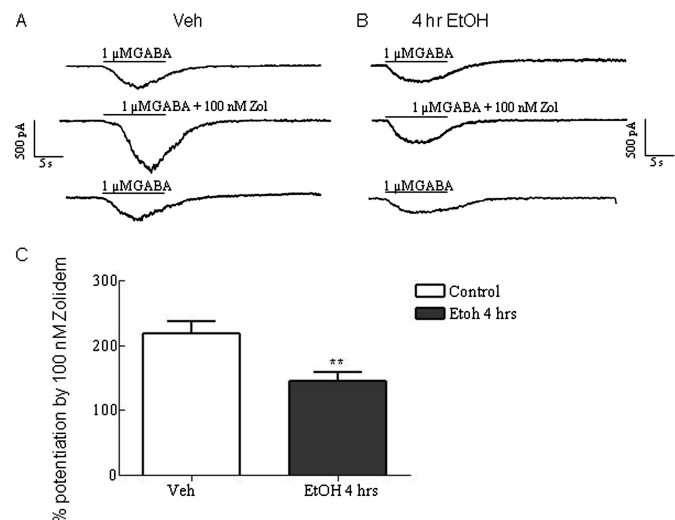 A Veh
B 4 hr EtOH
1 µMGABA
1 µMGABA + 100 nM Zol
500 pA
5 s
1 µMGABA
1 µMGABA
1 µMGABA + 100 nM Zol
500 pA
5 s
1 µMGABA
C
% potentiation by 100 nM Zolidem
300
200
100
0
**
Veh
EtOH 4 hrs
Control
Etoh 4 hrs